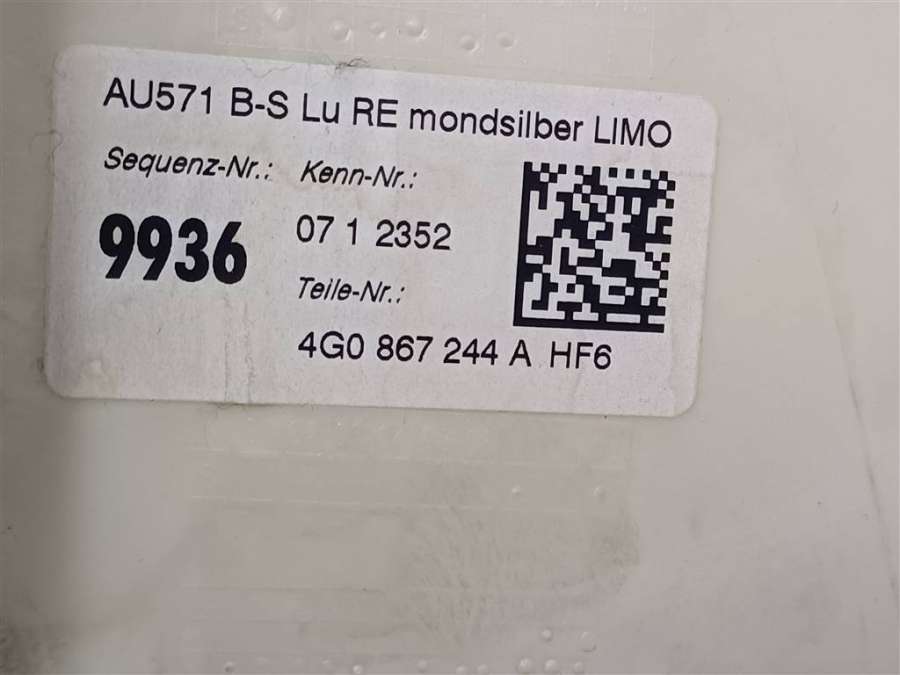 AU571 B-S Lu RE mondsilber LIMO
Sequenz-Nr.: Kenn-Nr.:
9936
07 1 2352
Teile-Nr.:
4G0 867 244 A HF6